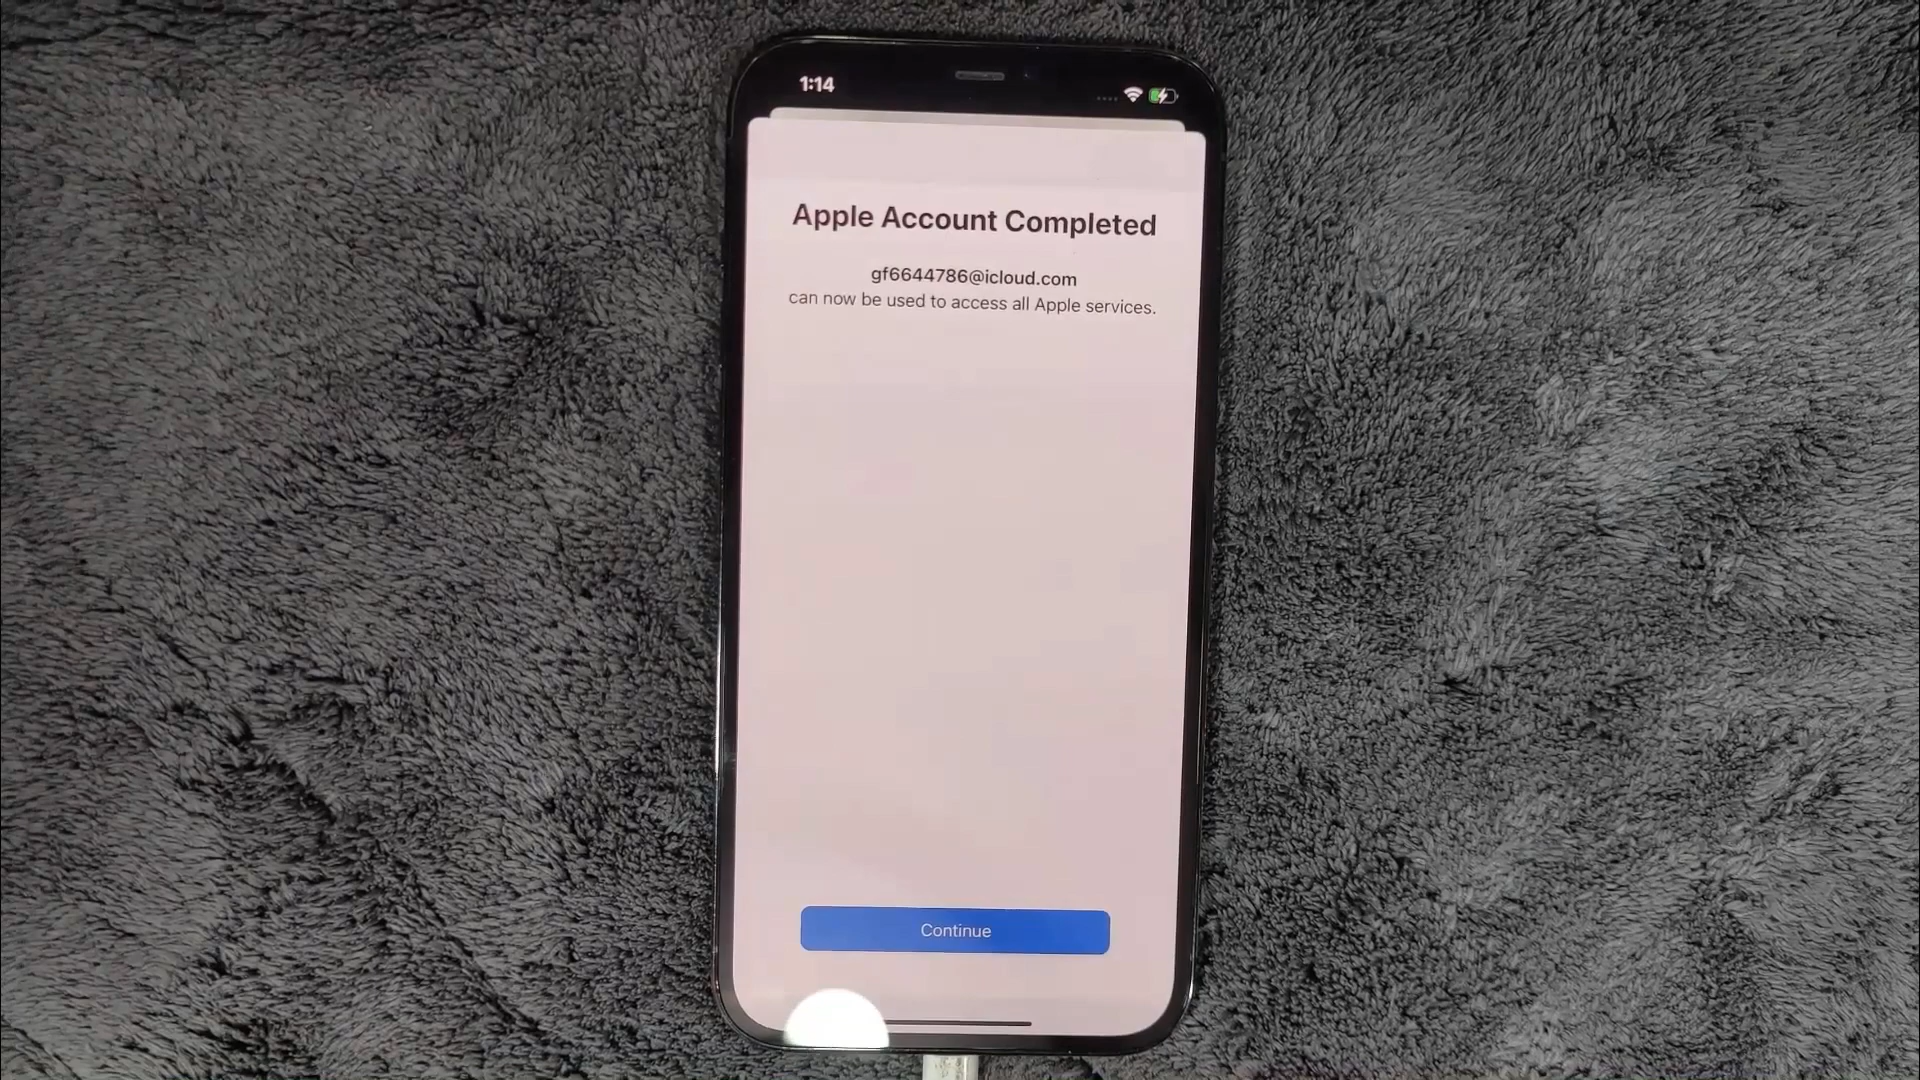 1:14
Apple Account Completed
gf6644786@icloud.com
can now be used to access all Apple services.
Continue